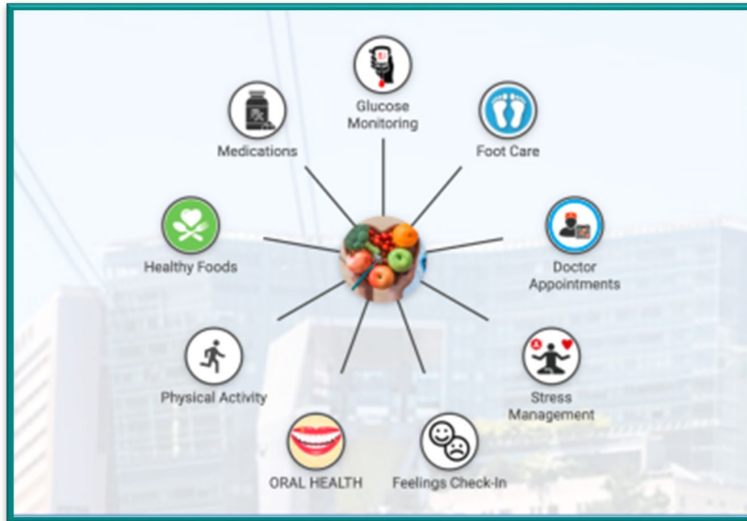 Glucose
Monitoring
Medications
Foot Care
Healthy Foods
Doctor
Appointments
Physical Activity
Stress
Management
ORAL HEALTH
Feelings Check-In